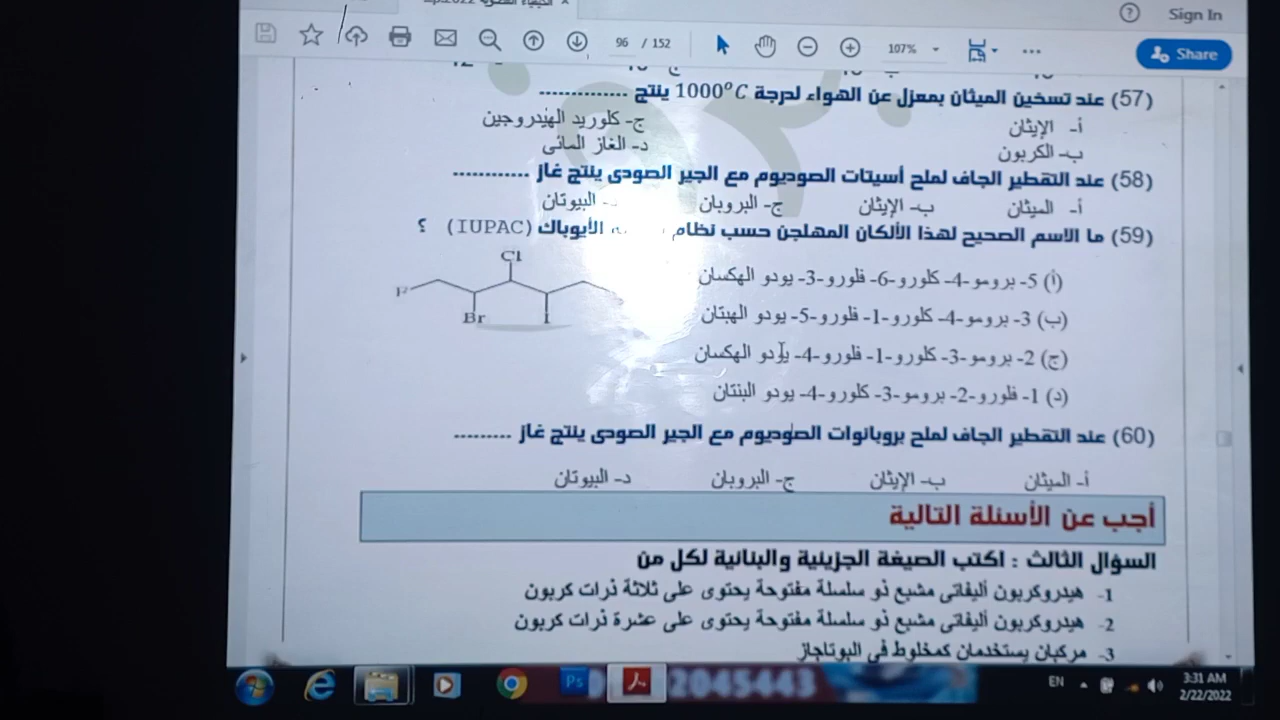 الكيمياء العضوية
Sign In
96 / 152
107%
Share
57) عند تسخين الميثان بمعزل عن الهواء لدرجة 1000°C ينتج ..............
أ- الإيثان
ج- كلوريد الهيدروجين
ب- الكربون
د- الغاز المائى
58) عند التقطير الجاف لملح أسيتات الصوديوم مع الجير الصودى ينتج غاز ............
أ- الميثان ب- الإيثان ج- البروبان د- البيوتان
59) ما الاسم الصحيح لهذا الألكان المهلجن حسب نظام الأيوباك (IUPAC) ؟
Cl
F
Br
I
(أ) 5- برومو-4- كلورو-6- فلورو-3- يودو الهكسان
(ب) 3- برومو-4- كلورو-1- فلورو-5- يودو الهبتان
(ج) 2- برومو-3- كلورو-1- فلورو-4- يودو الهكسان
(د) 1- فلورو-2- برومو-3- كلورو-4- يودو البنتان
60) عند التقطير الجاف لملح بروبانوات الصوديوم مع الجير الصودى ينتج غاز .........
أ- الميثان ب- الإيثان ج- البروبان د- البيوتان
أجب عن الأسئلة التالية
السؤال الثالث : اكتب الصيغة الجزيئية والبنائية لكل من
1- هيدروكربون أليفاتى مشبع ذو سلسلة مفتوحة يحتوى على ثلاثة ذرات كربون
2- هيدروكربون أليفاتى مشبع ذو سلسلة مفتوحة يحتوى على عشرة ذرات كربون
3- مركبان يستخدمان كمخلوط فى البوتاجاز
Ps
2045443
EN
3:31 AM
2/22/2022